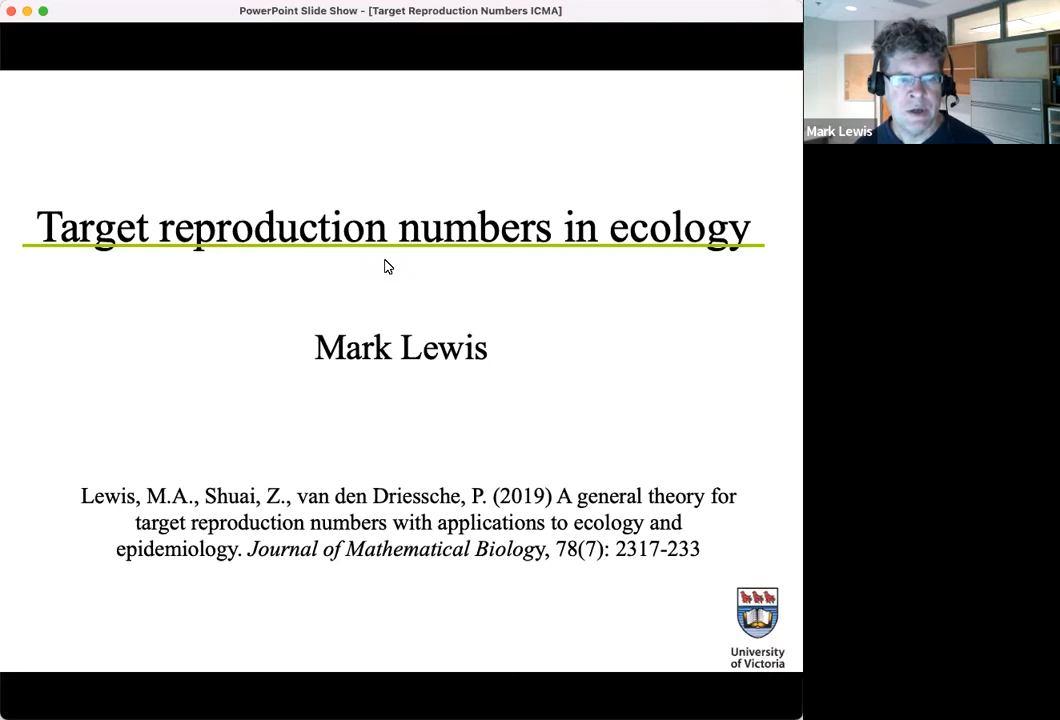 PowerPoint Slide Show - [Target Reproduction Numbers ICMA]
Mark Lewis
Target reproduction numbers in ecology
Mark Lewis
Lewis, M.A., Shuai, Z., van den Driessche, P. (2019) A general theory for
target reproduction numbers with applications to ecology and
epidemiology. Journal of Mathematical Biology, 78(7): 2317-233
University
of Victoria